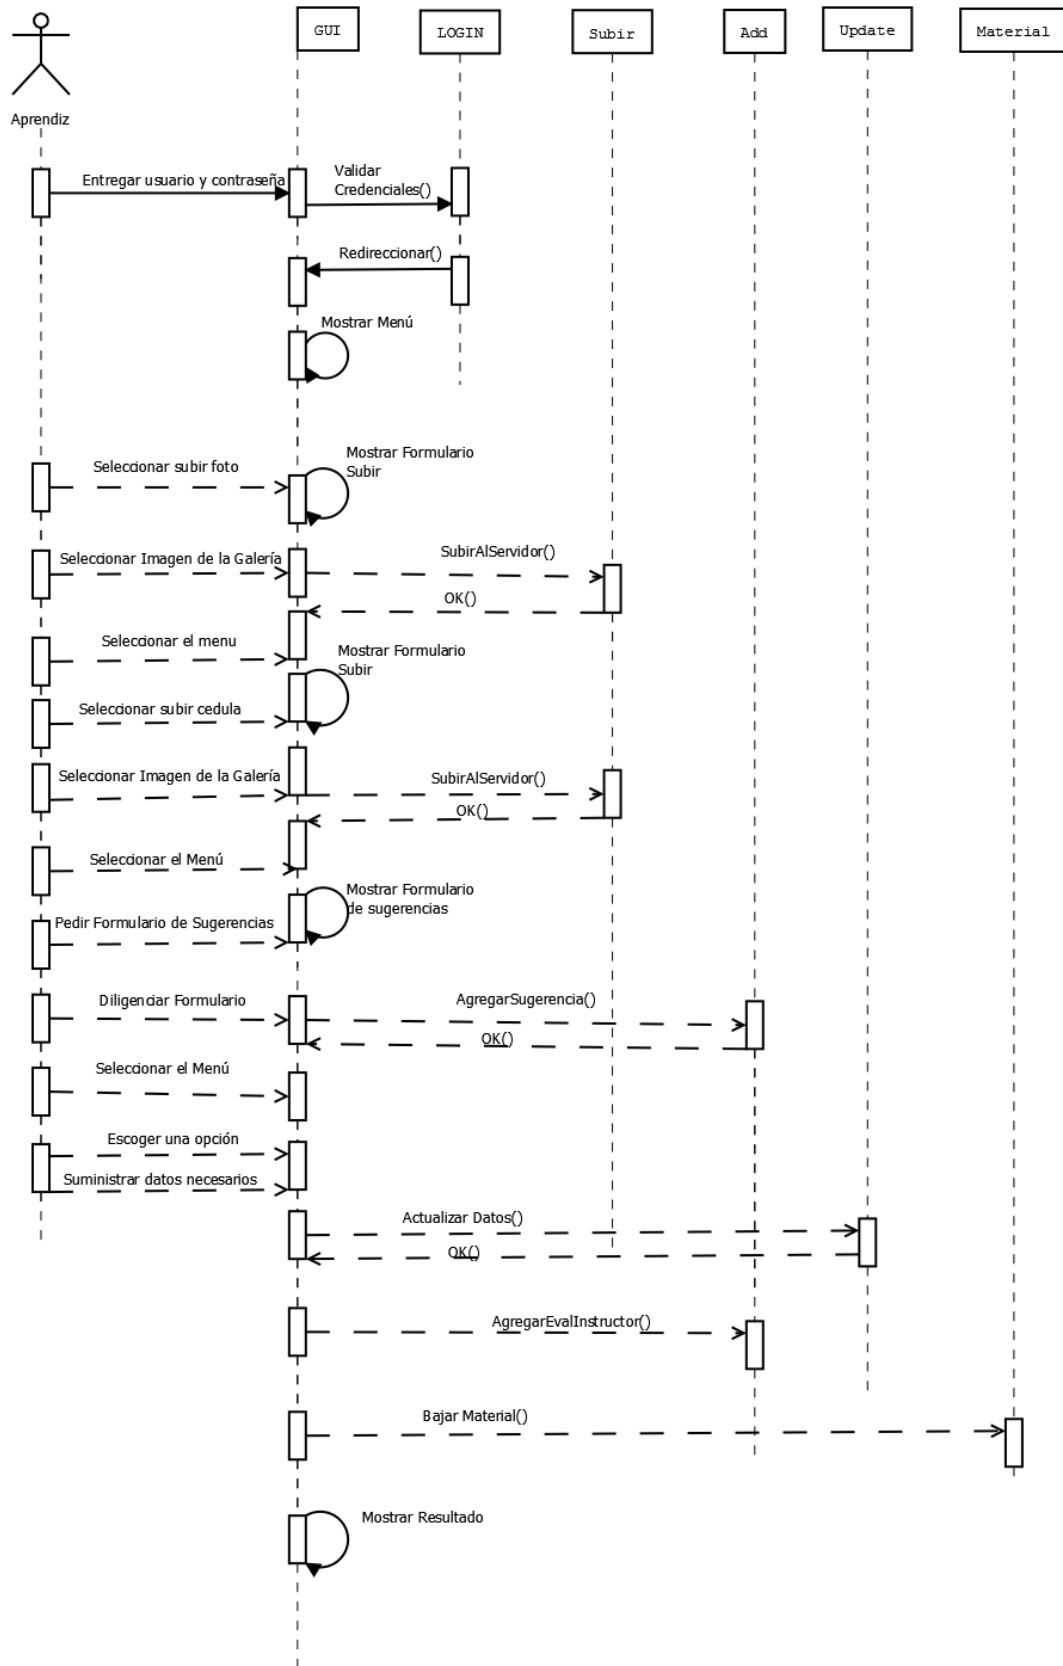 GUI
LOGIN
Subir
Add
Update
Material
Aprendiz
Entregar usuario y contraseña
Validar
Credenciales()
Redireccionar()
Mostrar Menú
Seleccionar subir foto
Mostrar Formulario
Subir
Seleccionar Imagen de la Galería
SubirAlServidor()
OK()
Seleccionar el menu
Mostrar Formulario
Subir
Seleccionar subir cedula
Seleccionar Imagen de la Galería
SubirAlServidor()
OK()
Seleccionar el Menú
Mostrar Formulario
de sugerencias
Pedir Formulario de Sugerencias
Diligenciar Formulario
AgregarSugerencia()
OK()
Seleccionar el Menú
Escoger una opción
Suministrar datos necesarios
Actualizar Datos()
OK()
AgregarEvalInstructor()
Bajar Material()
Mostrar Resultado